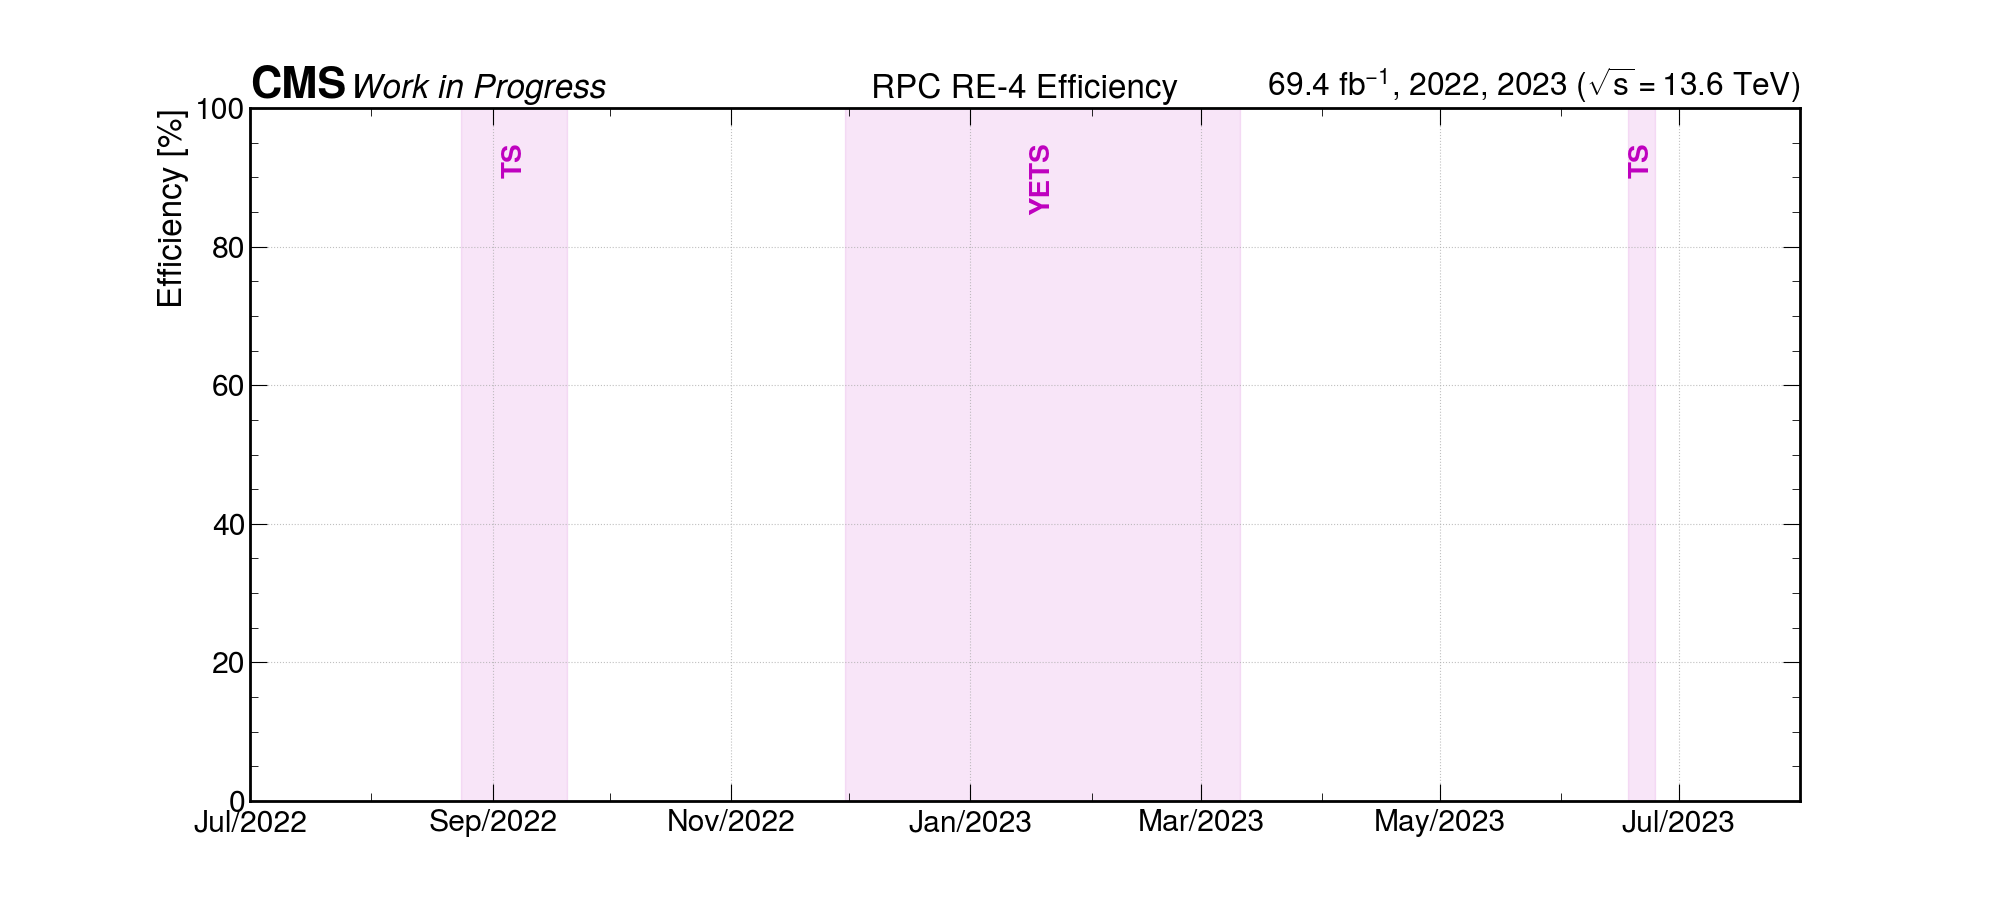 CMS Work in Progress RPC RE-4 Efficiency 69.4 fb⁻¹, 2022, 2023 (√s = 13.6 TeV)
Efficiency [%]
100
80
60
40
20
0
TS
YETS
TS
Jul/2022 Sep/2022 Nov/2022 Jan/2023 Mar/2023 May/2023 Jul/2023